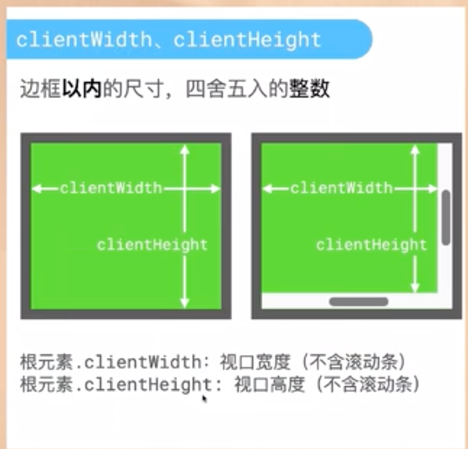 clientWidth、clientHeight
边框以内的尺寸，四舍五入的整数
clientWidth
clientHeight
clientWidth
clientHeight
根元素.clientWidth：视口宽度（不含滚动条）
根元素.clientHeight：视口高度（不含滚动条）